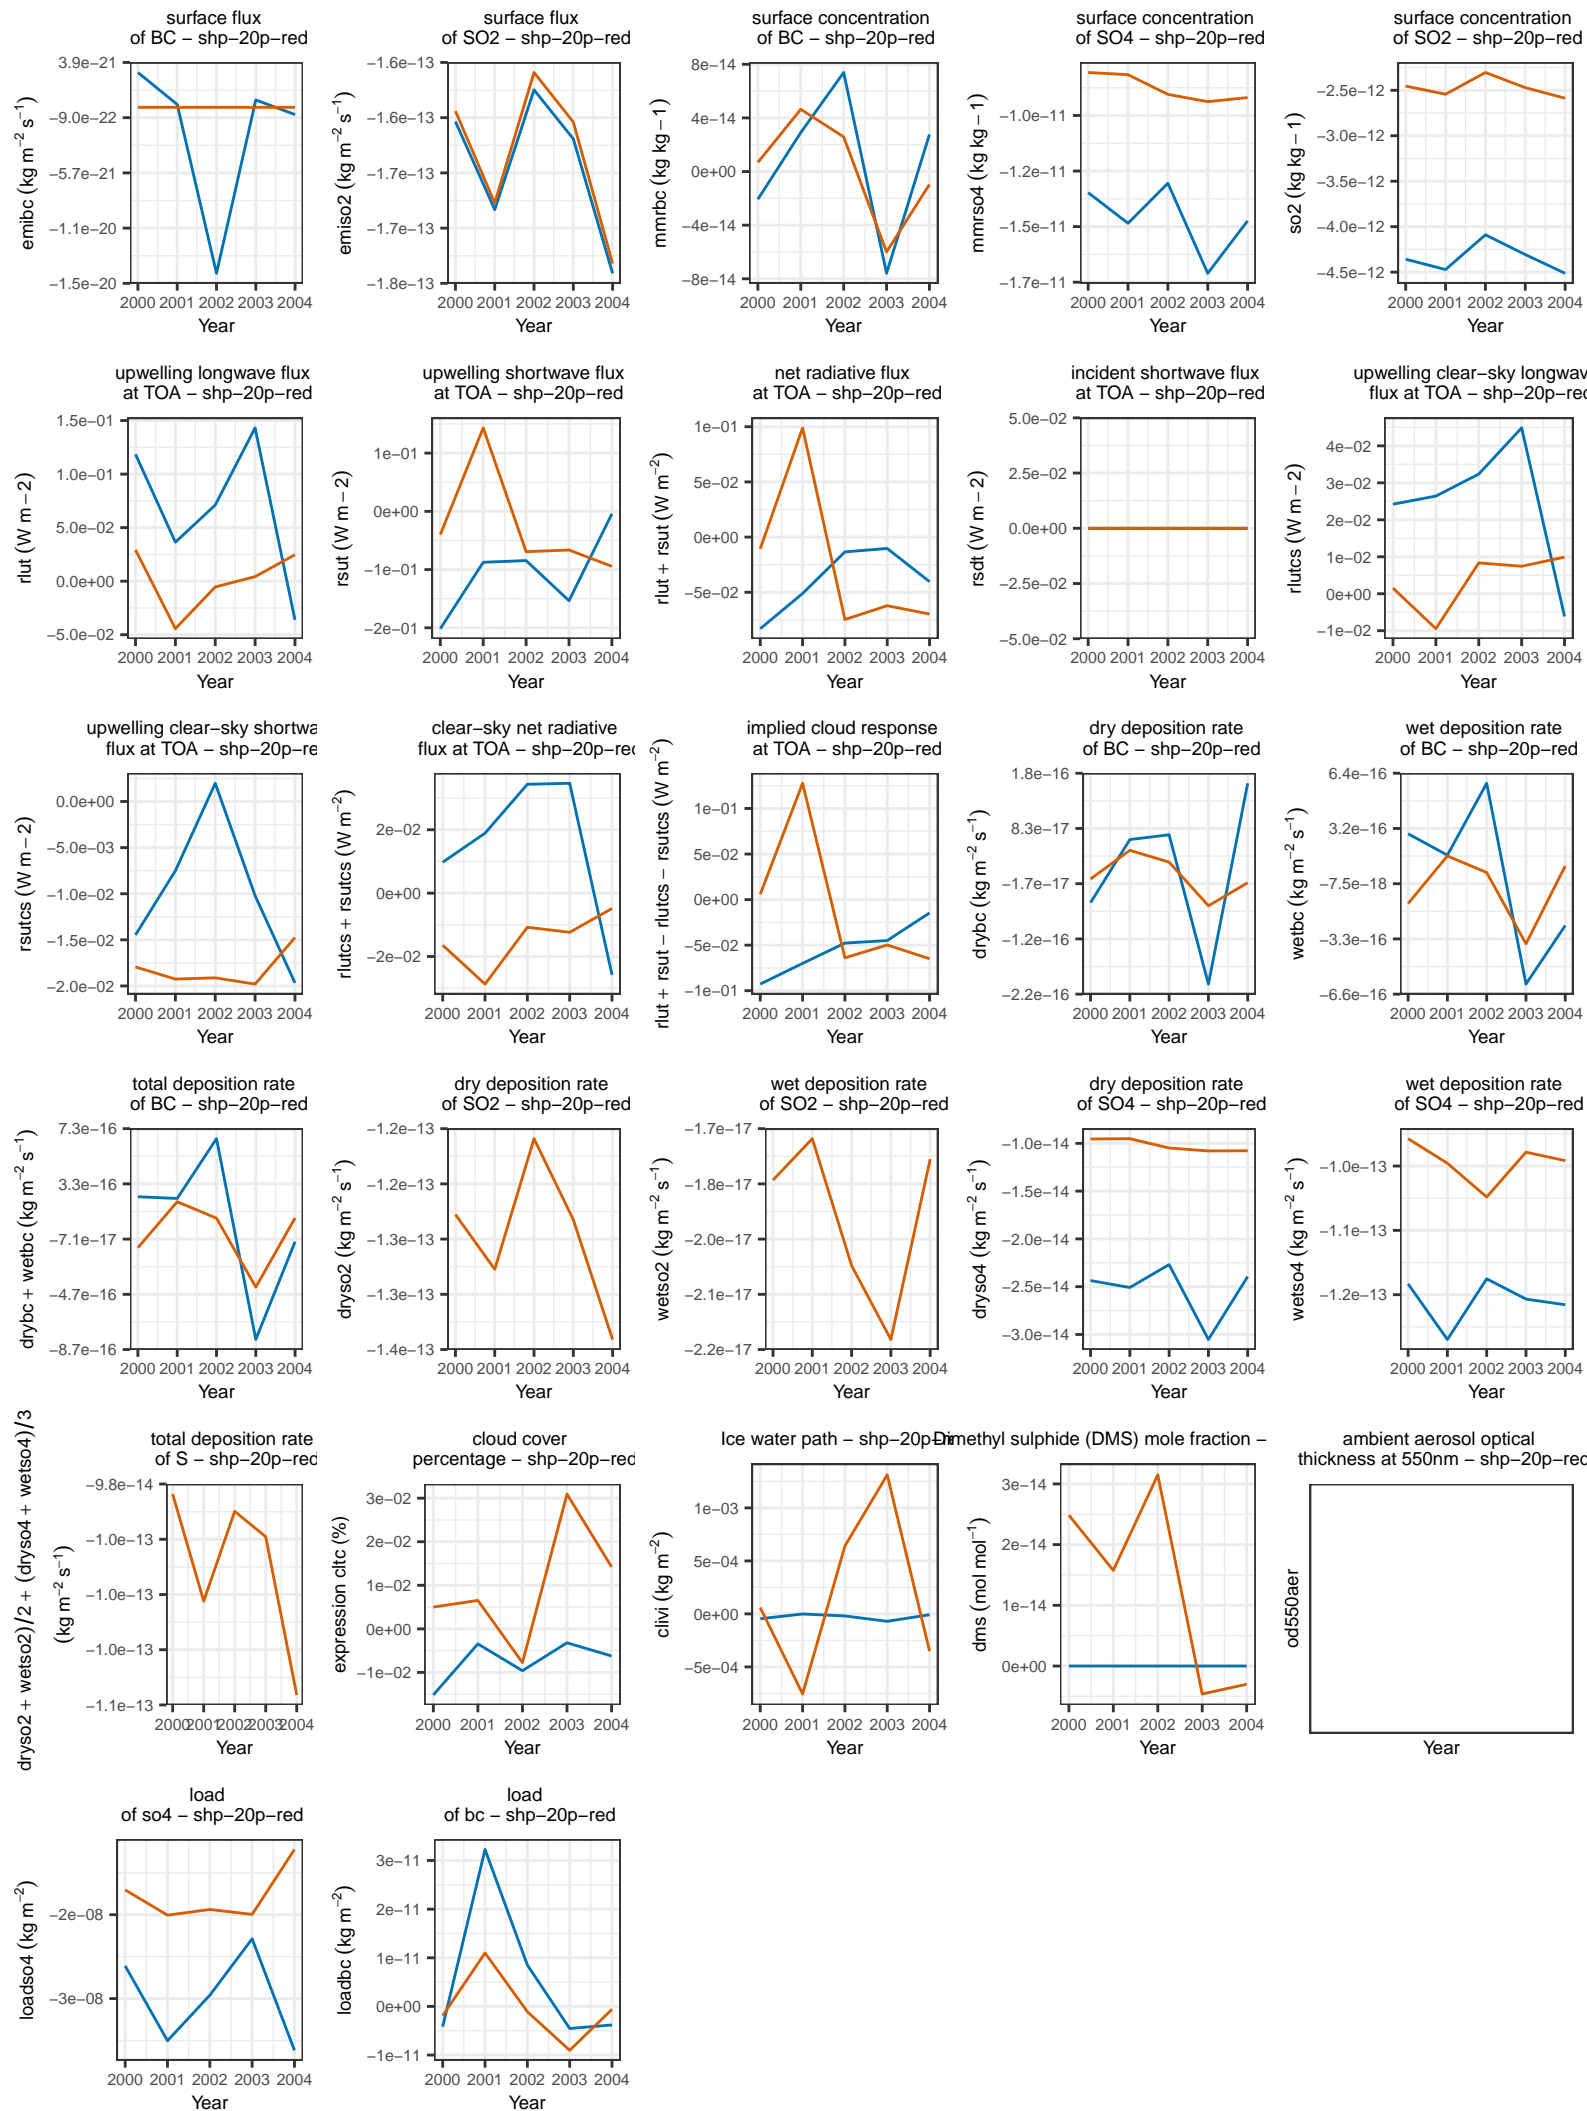 surface flux
of BC − shp−20p−red
emibc (kg m−2 s−1)
3.9e−21
−9.0e−22
−5.7e−21
−1.1e−20
−1.5e−20
2000 2001 2002 2003 2004
Year
surface flux
of SO2 − shp−20p−red
emiso2 (kg m−2 s−1)
−1.6e−13
−1.6e−13
−1.7e−13
−1.7e−13
−1.8e−13
2000 2001 2002 2003 2004
Year
surface concentration
of BC − shp−20p−red
mmrbc (kg kg − 1)
8e−14
4e−14
0e+00
−4e−14
−8e−14
2000 2001 2002 2003 2004
Year
surface concentration
of SO4 − shp−20p−red
mmrso4 (kg kg − 1)
−1.0e−11
−1.2e−11
−1.5e−11
−1.7e−11
2000 2001 2002 2003 2004
Year
surface concentration
of SO2 − shp−20p−red
so2 (kg kg − 1)
−2.5e−12
−3.0e−12
−3.5e−12
−4.0e−12
−4.5e−12
2000 2001 2002 2003 2004
Year
upwelling longwave flux
at TOA − shp−20p−red
rlut (W m − 2)
1.5e−01
1.0e−01
5.0e−02
0.0e+00
−5.0e−02
2000 2001 2002 2003 2004
Year
upwelling shortwave flux
at TOA − shp−20p−red
rsut (W m − 2)
1e−01
0e+00
−1e−01
−2e−01
2000 2001 2002 2003 2004
Year
net radiative flux
at TOA − shp−20p−red
rlut + rsut (W m−2)
1e−01
5e−02
0e+00
−5e−02
2000 2001 2002 2003 2004
Year
incident shortwave flux
at TOA − shp−20p−red
rsdt (W m − 2)
5.0e−02
2.5e−02
0.0e+00
−2.5e−02
−5.0e−02
2000 2001 2002 2003 2004
Year
upwelling clear−sky longwav
flux at TOA − shp−20p−red
rlutcs (W m − 2)
4e−02
3e−02
2e−02
1e−02
0e+00
−1e−02
2000 2001 2002 2003 2004
Year
upwelling clear−sky shortwa
flux at TOA − shp−20p−re
rsutcs (W m − 2)
0.0e+00
−5.0e−03
−1.0e−02
−1.5e−02
−2.0e−02
2000 2001 2002 2003 2004
Year
clear−sky net radiative
flux at TOA − shp−20p−red
rlutcs + rsutcs (W m−2)
2e−02
0e+00
−2e−02
2000 2001 2002 2003 2004
Year
implied cloud response
at TOA − shp−20p−red
rlut + rsut − rlutcs − rsutcs (W m−2)
1e−01
5e−02
0e+00
−5e−02
−1e−01
2000 2001 2002 2003 2004
Year
dry deposition rate
of BC − shp−20p−red
drybc (kg m−2 s−1)
1.8e−16
8.3e−17
−1.7e−17
−1.2e−16
−2.2e−16
2000 2001 2002 2003 2004
Year
wet deposition rate
of BC − shp−20p−red
wetbc (kg m−2 s−1)
6.4e−16
3.2e−16
−7.5e−18
−3.3e−16
−6.6e−16
2000 2001 2002 2003 2004
Year
total deposition rate
of BC − shp−20p−red
drybc + wetbc (kg m−2 s−1)
7.3e−16
3.3e−16
−7.1e−17
−4.7e−16
−8.7e−16
2000 2001 2002 2003 2004
Year
dry deposition rate
of SO2 − shp−20p−red
dryso2 (kg m−2 s−1)
−1.2e−13
−1.2e−13
−1.3e−13
−1.3e−13
−1.4e−13
2000 2001 2002 2003 2004
Year
wet deposition rate
of SO2 − shp−20p−red
wetso2 (kg m−2 s−1)
−1.7e−17
−1.8e−17
−2.0e−17
−2.1e−17
−2.2e−17
2000 2001 2002 2003 2004
Year
dry deposition rate
of SO4 − shp−20p−red
dryso4 (kg m−2 s−1)
−1.0e−14
−1.5e−14
−2.0e−14
−2.5e−14
−3.0e−14
2000 2001 2002 2003 2004
Year
wet deposition rate
of SO4 − shp−20p−red
wetso4 (kg m−2 s−1)
−1.0e−13
−1.1e−13
−1.2e−13
2000 2001 2002 2003 2004
Year
total deposition rate
of S − shp−20p−red
dryso2 + wetso2)/2 + (dryso4 + wetso4)/3
(kg m−2 s−1)
−9.8e−14
−1.0e−13
−1.0e−13
−1.0e−13
−1.1e−13
2000 2001 2002 2003 2004
Year
cloud cover
percentage − shp−20p−red
expression cltc (%)
3e−02
2e−02
1e−02
0e+00
−1e−02
2000 2001 2002 2003 2004
Year
Ice water path − shp−20p−
clivi (kg m−2)
1e−03
5e−04
0e+00
−5e−04
2000 2001 2002 2003 2004
Year
Dimethyl sulphide (DMS) mole fraction −
dms (mol mol−1)
3e−14
2e−14
1e−14
0e+00
2000 2001 2002 2003 2004
Year
ambient aerosol optical
thickness at 550nm − shp−20p−red
od550aer
Year
load
of so4 − shp−20p−red
loadso4 (kg m−2)
−2e−08
−3e−08
2000 2001 2002 2003 2004
Year
load
of bc − shp−20p−red
loadbc (kg m−2)
3e−11
2e−11
1e−11
0e+00
−1e−11
2000 2001 2002 2003 2004
Year